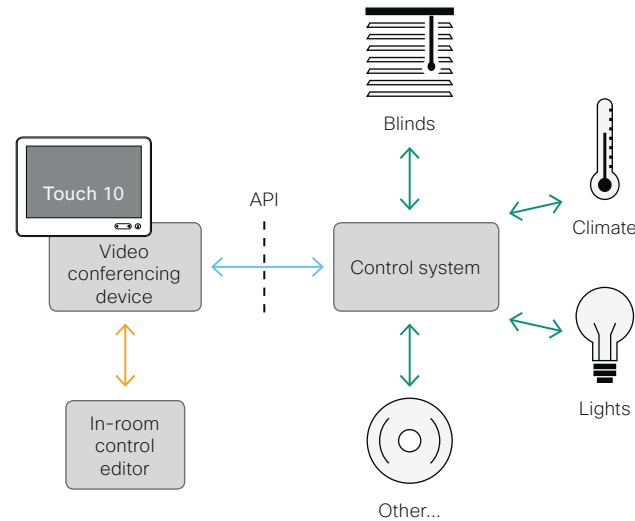 Blinds
Touch 10
API
Climate
Video
conferencing
device
Control system
Lights
In-room
control
editor
Other...